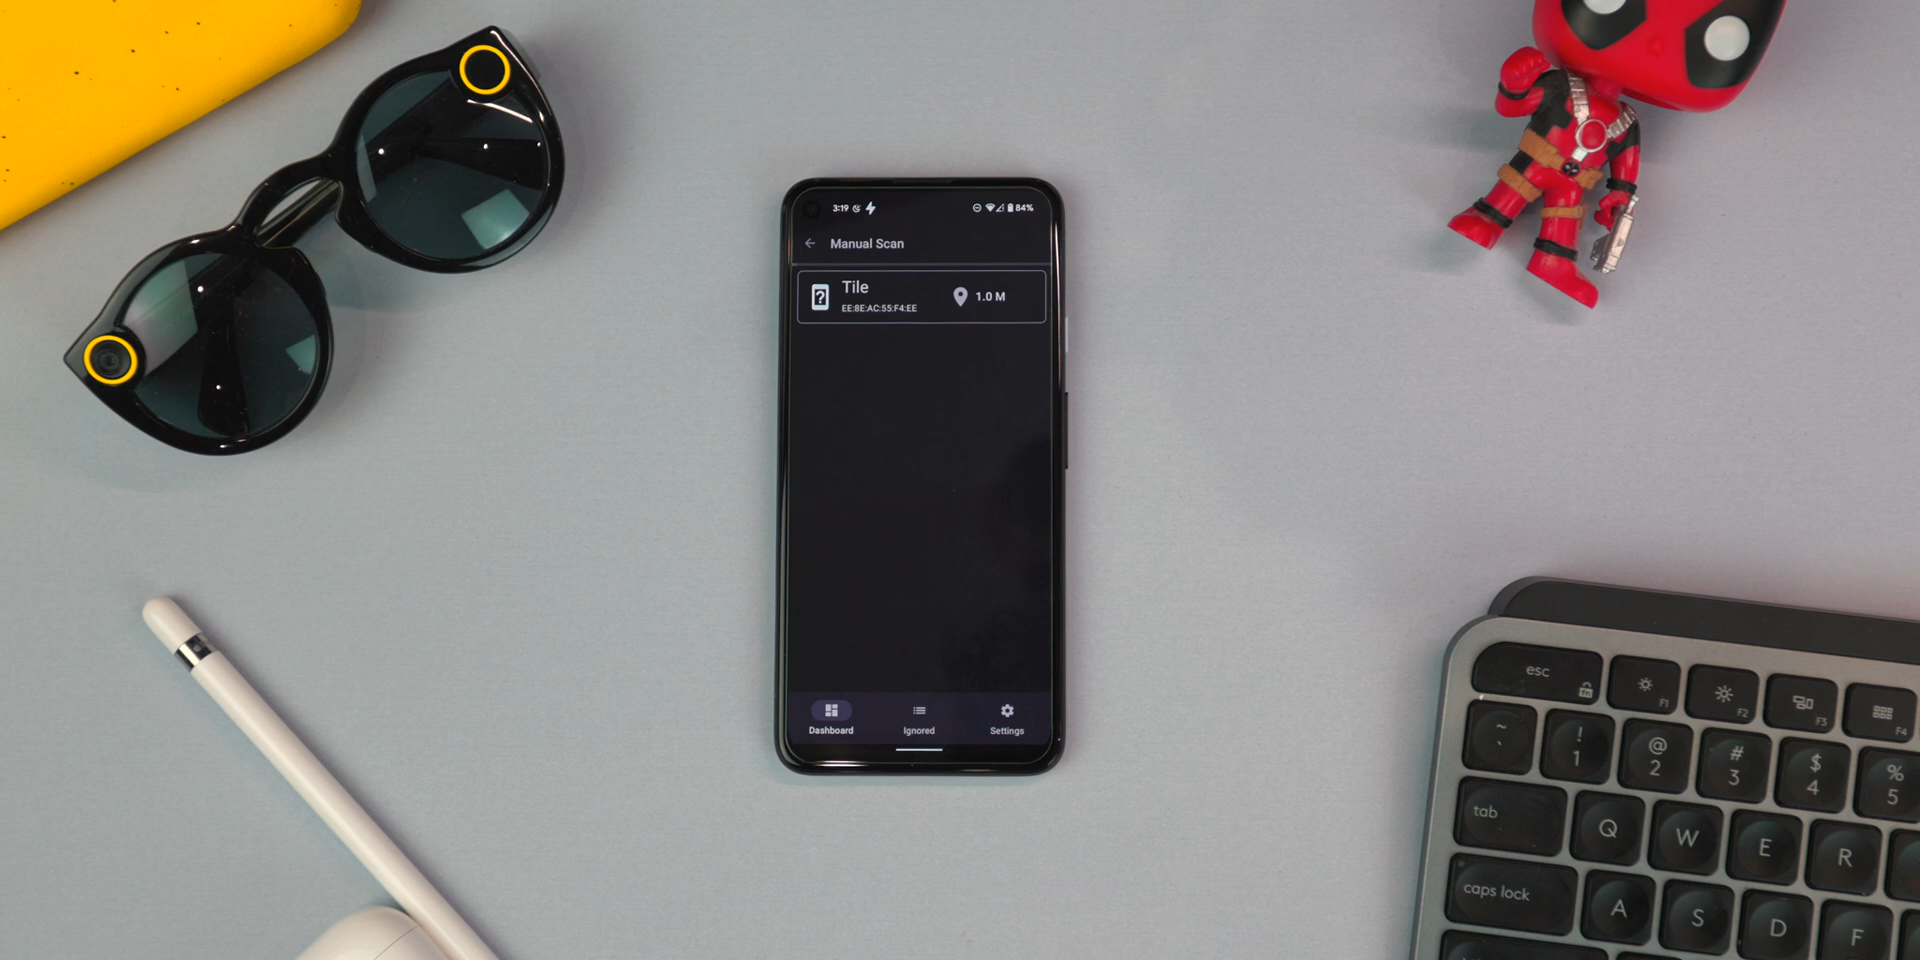 3:19
84%
Manual Scan
Tile
EE:8E:AC:55:F4:EE
1.0 M
Dashboard
Ignored
Settings
esc
fn
F1
F2
F3
F4
~
`
!
1
@
2
#
3
$
4
%
5
tab
Q
W
E
R
caps lock
A
S
D
F